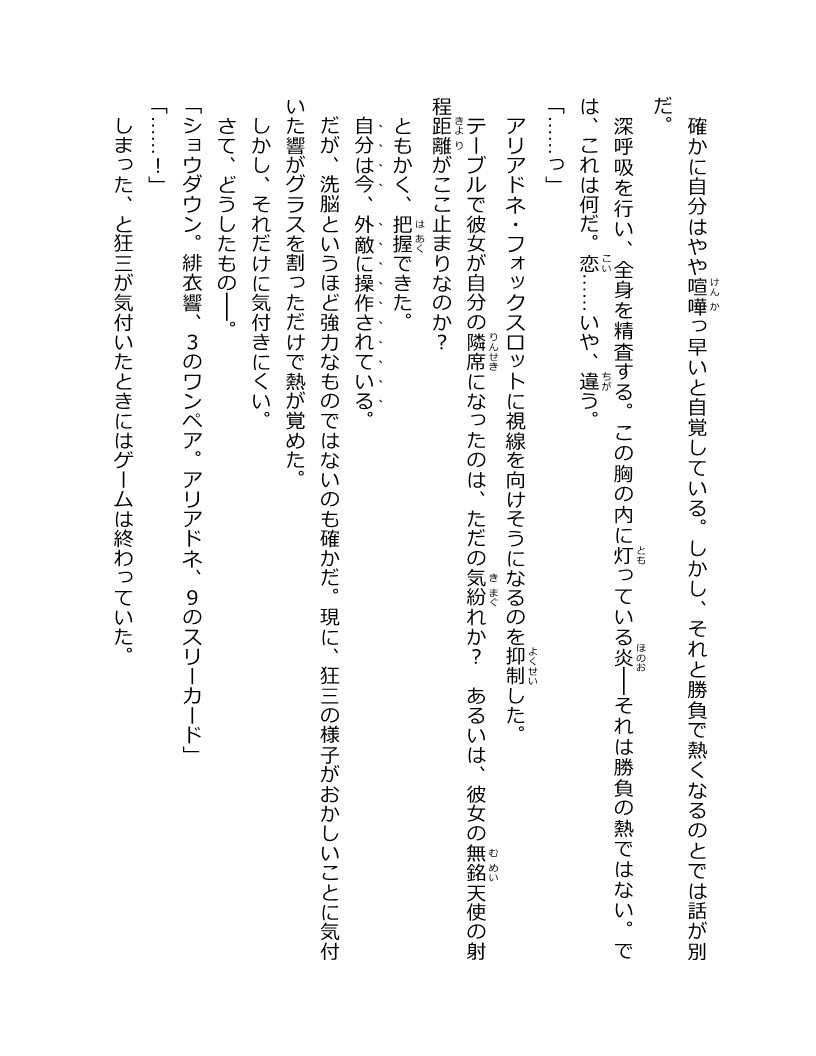 確かに自分はやや喧嘩っ早いと自覚している。しかし、それと勝負で熱くなるのとでは話が別
だ。
深呼吸を行い、全身を精査する。この胸の内に灯っている炎――それは勝負の熱ではない。で
は、これは何だ。恋……いや、違う。
「……っ」
アリアドネ・フォックスロットに視線を向けそうになるのを抑制した。
テーブルで彼女が自分の隣席になったのは、ただの気紛れか？　あるいは、彼女の無銘天使の射
程距離がここ止まりなのか？
ともかく、把握できた。
自分は今、外敵に操作されている。
だが、洗脳というほど強力なものではないのも確かだ。現に、狂三の様子がおかしいことに気付
いた響がグラスを割っただけで熱が覚めた。
しかし、それだけに気付きにくい。
さて、どうしたもの――。
「ショウダウン。緋衣響、3のワンペア。アリアドネ、9のスリーカード」
「……！」
しまった、と狂三が気付いたときにはゲームは終わっていた。